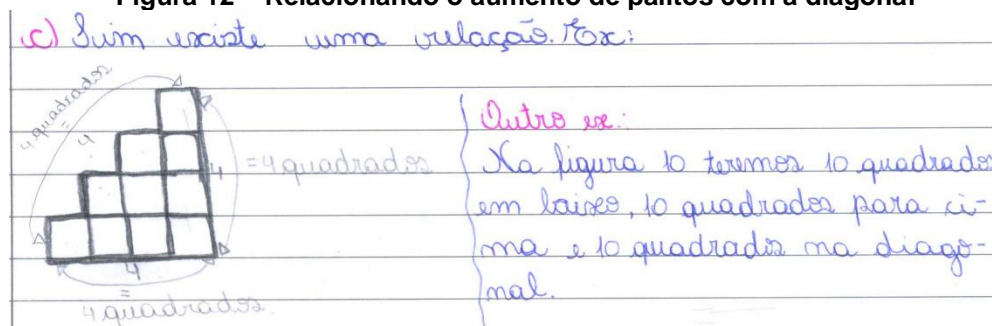 Figura 12 – Relacionando o aumento de palitos com a diagonal
c) Sim existe uma relação. Ex:
4 quadrados
=
4
4
= 4 quadrados
4
=
4 quadrados.
Outro ex.:
Na figura 10 teremos 10 quadrados
em baixo, 10 quadrados para ci-
ma e 10 quadrados na diago-
nal.